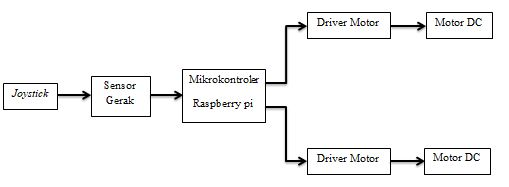 Driver Motor
Motor DC
Mikrokontroler
Raspberry pi
Sensor
Gerak
Joystick
Driver Motor
Motor DC